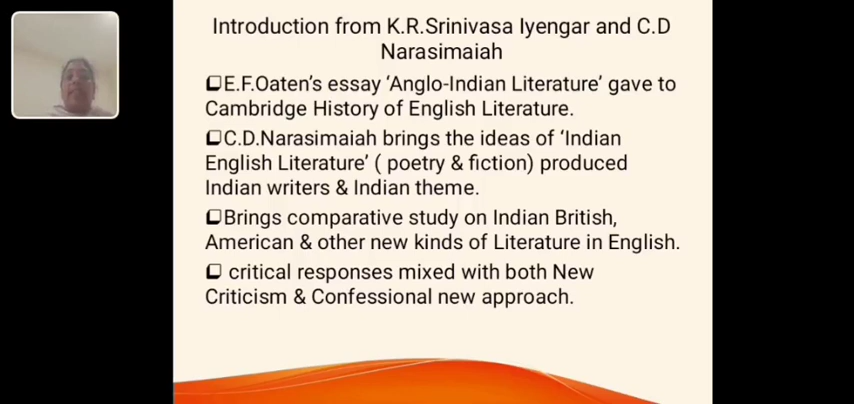 Introduction from K.R.Srinivasa Iyengar and C.D
Narasimaiah
❑E.F.Oaten's essay 'Anglo-Indian Literature' gave to
Cambridge History of English Literature.
❑C.D.Narasimaiah brings the ideas of 'Indian
English Literature' ( poetry & fiction) produced
Indian writers & Indian theme.
❑Brings comparative study on Indian British,
American & other new kinds of Literature in English.
❑ critical responses mixed with both New
Criticism & Confessional new approach.